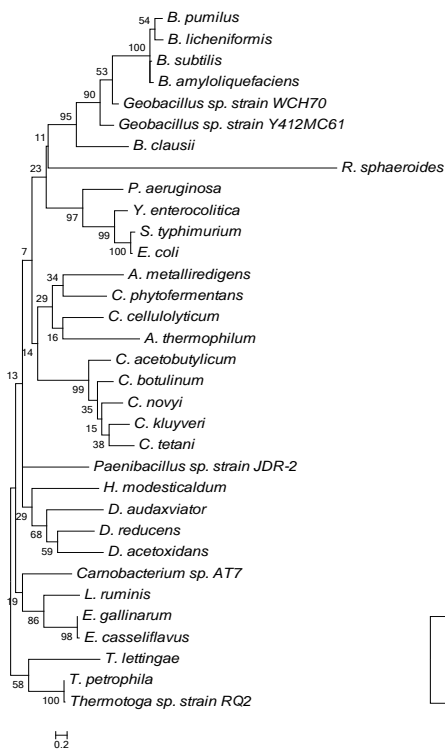 54
B. pumilus
B. licheniformis
100
B. subtilis
53
B. amyloliquefaciens
90
Geobacillus sp. strain WCH70
95
Geobacillus sp. strain Y412MC61
11
B. clausii
23
R. sphaeroides
P. aeruginosa
97
Y. enterocolitica
99
S. typhimurium
100
E. coli
7
34
A. metalliredigens
29
C. phytofermentans
C. cellulolyticum
16
A. thermophilum
14
C. acetobutylicum
13
99
C. botulinum
35
C. novyi
15
C. kluyveri
38
C. tetani
Paenibacillus sp. strain JDR-2
H. modesticaldum
29
D. audaxviator
68
D. reducens
59
D. acetoxidans
Carnobacterium sp. AT7
19
L. ruminis
86
E. gallinarum
98
E. casseliflavus
T. lettingae
58
T. petrophila
100
Thermotoga sp. strain RQ2
0.2